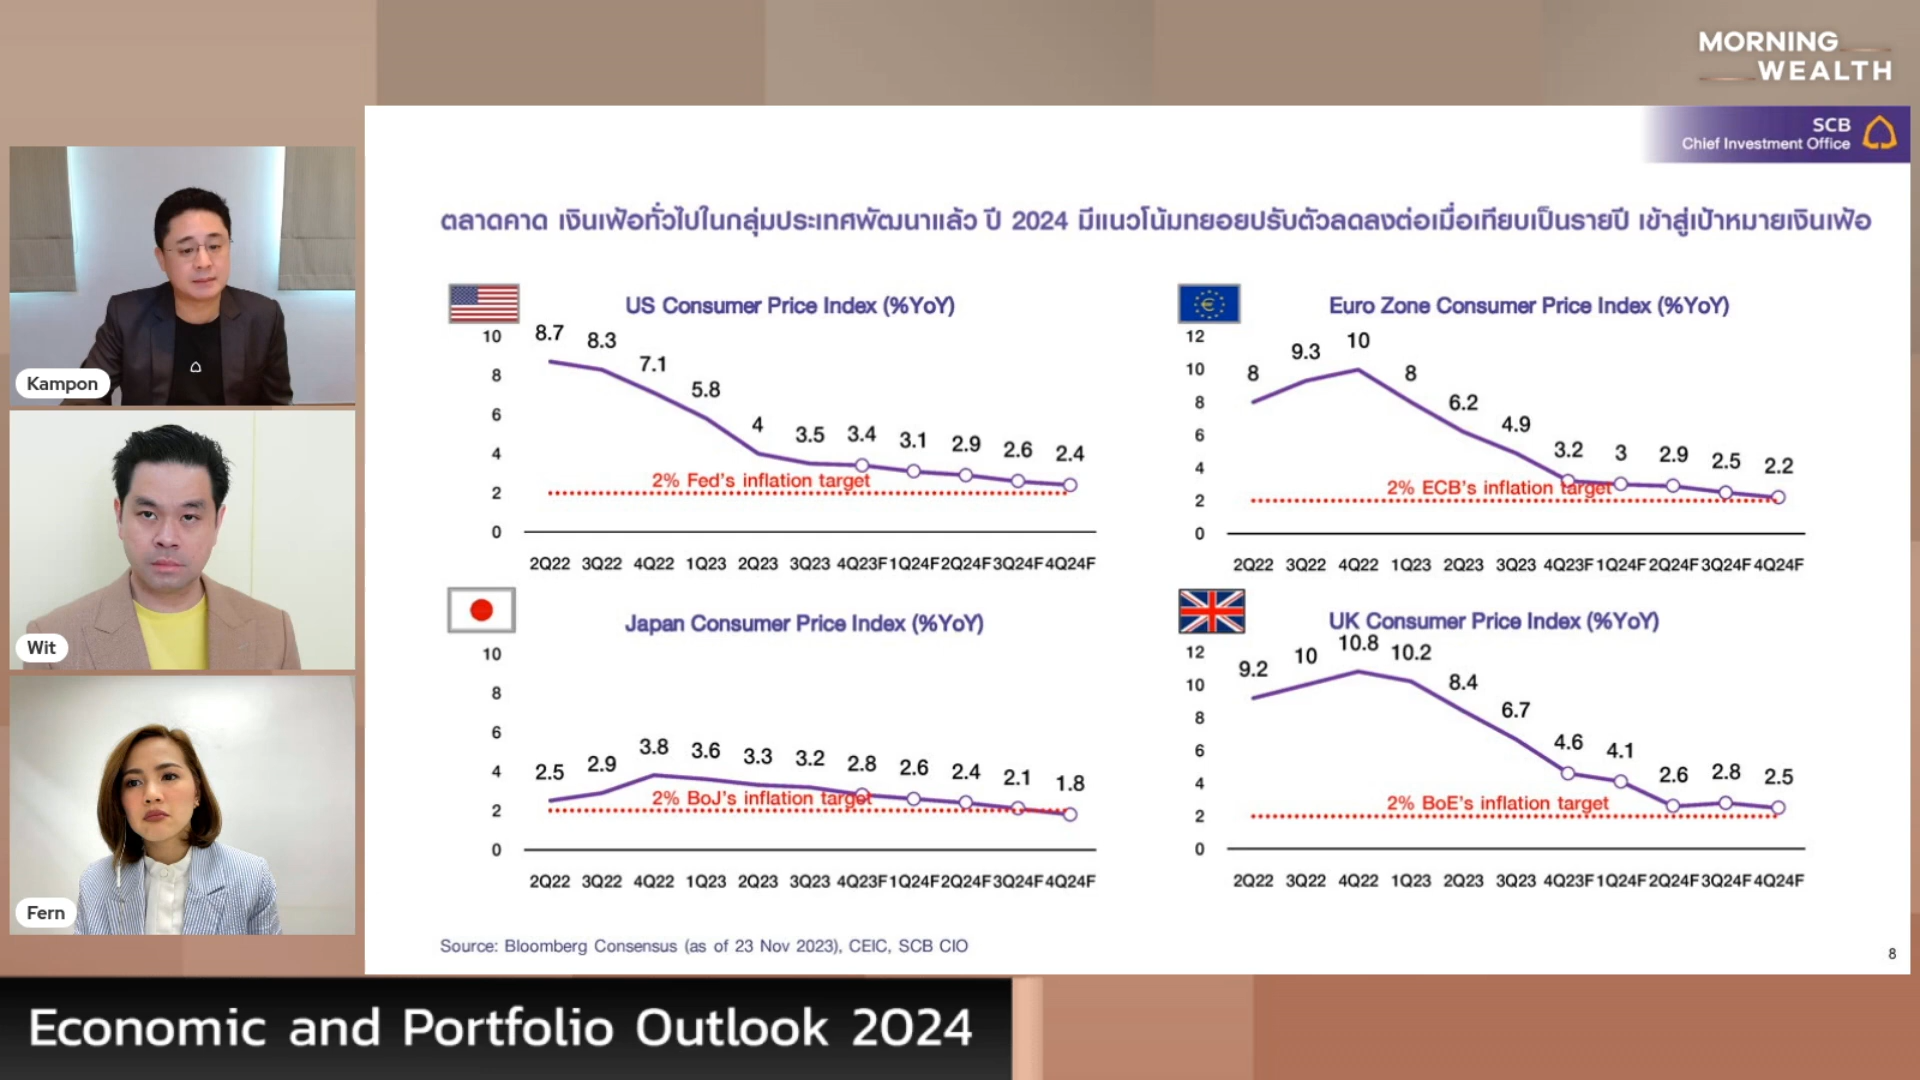 MORNING
WEALTH
SCB
Chief Investment Office
ตลาดคาด เงินเฟ้อทั่วไปในกลุ่มประเทศพัฒนาแล้ว ปี 2024 มีแนวโน้มทยอยปรับตัวลดลงต่อเมื่อเทียบเป็นรายปี เข้าสู่เป้าหมายเงินเฟ้อ
US Consumer Price Index (%YoY)
10
8
6
4
2
0
8.7 8.3 7.1 5.8 4 3.5 3.4 3.1 2.9 2.6 2.4
2% Fed's inflation target
2Q22 3Q22 4Q22 1Q23 2Q23 3Q23 4Q23F 1Q24F 2Q24F 3Q24F 4Q24F
Euro Zone Consumer Price Index (%YoY)
12
10
8
6
4
2
0
8 9.3 10 8 6.2 4.9 3.2 3 2.9 2.5 2.2
2% ECB's inflation target
2Q22 3Q22 4Q22 1Q23 2Q23 3Q23 4Q23F 1Q24F 2Q24F 3Q24F 4Q24F
Japan Consumer Price Index (%YoY)
10
8
6
4
2
0
2.5 2.9 3.8 3.6 3.3 3.2 2.8 2.6 2.4 2.1 1.8
2% BoJ's inflation target
2Q22 3Q22 4Q22 1Q23 2Q23 3Q23 4Q23F 1Q24F 2Q24F 3Q24F 4Q24F
UK Consumer Price Index (%YoY)
12
10
8
6
4
2
0
9.2 10 10.8 10.2 8.4 6.7 4.6 4.1 2.6 2.8 2.5
2% BoE's inflation target
2Q22 3Q22 4Q22 1Q23 2Q23 3Q23 4Q23F 1Q24F 2Q24F 3Q24F 4Q24F
Source: Bloomberg Consensus (as of 23 Nov 2023), CEIC, SCB CIO
8
Kampon
Wit
Fern
Economic and Portfolio Outlook 2024